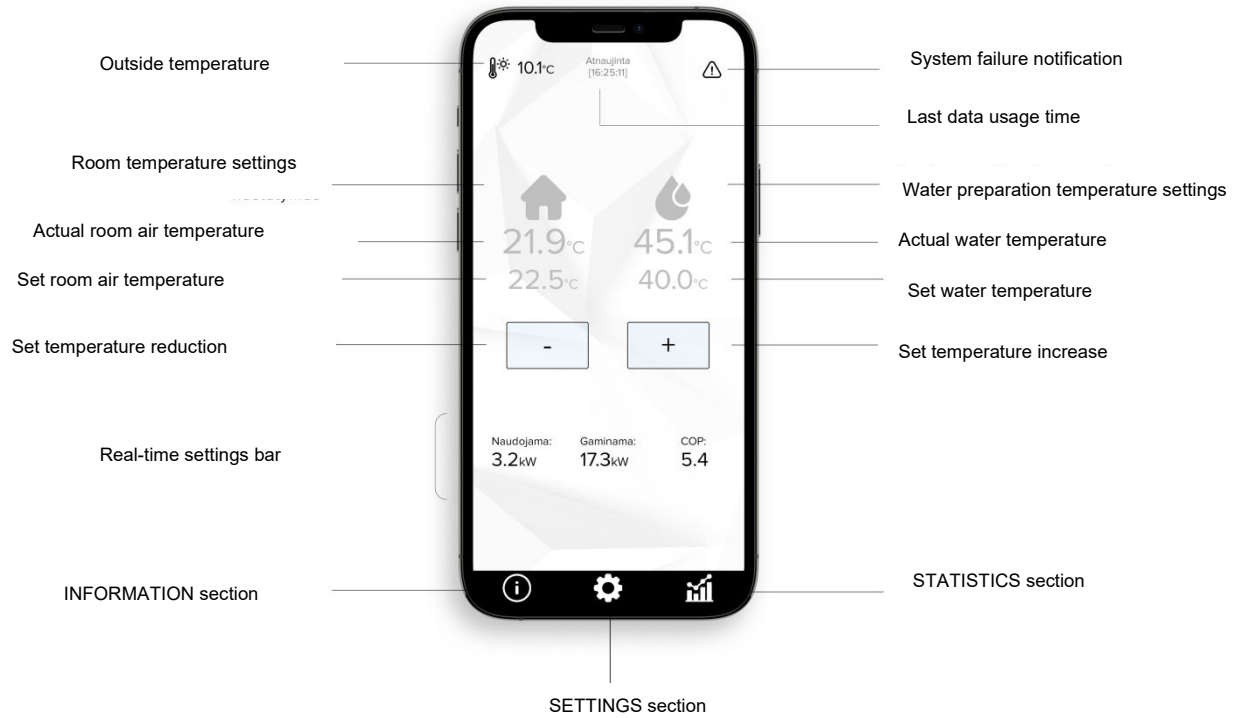 Outside temperature
10.1°C
Atnaujinta
[16:25:11]
System failure notification
Last data usage time
Room temperature settings
Water preparation temperature settings
Actual room air temperature
21.9°C
45.1°C
Actual water temperature
Set room air temperature
22.5°C
40.0°C
Set water temperature
Set temperature reduction
-
+
Set temperature increase
Real-time settings bar
Naudojama:
3.2kW
Gaminama:
17.3kW
COP:
5.4
INFORMATION section
STATISTICS section
SETTINGS section